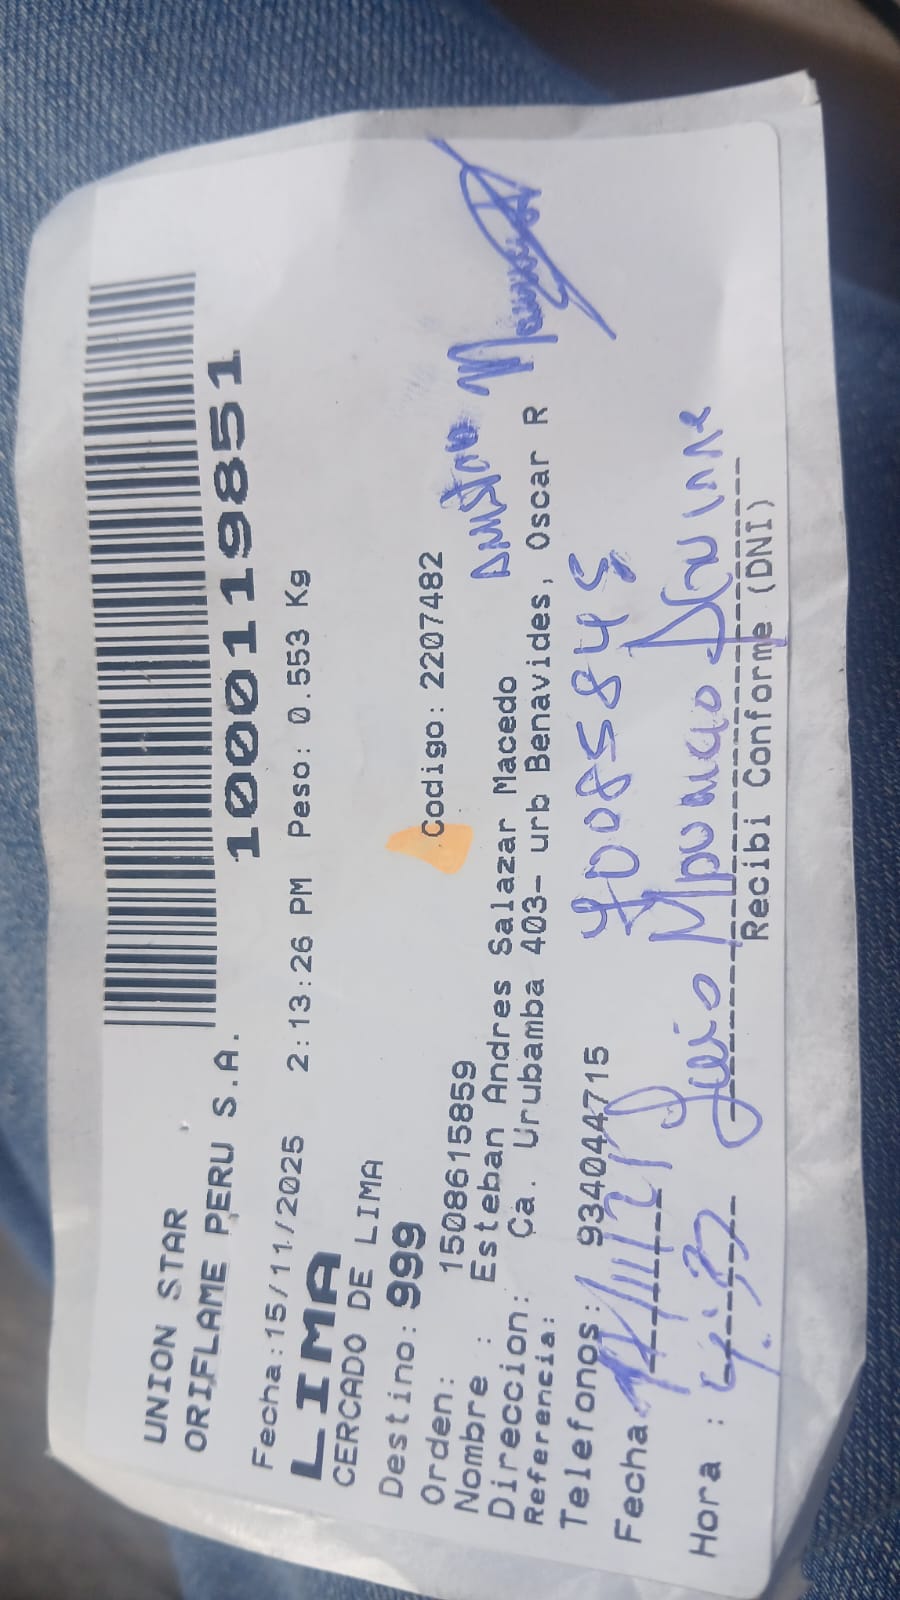 UNION STAR
ORIFLAME PERU S.A.
1000119851
Fecha:15/11/2025 2:13:26 PM Peso: 0.553 Kg
LIMA
CERCADO DE LIMA
Destino: 999
Orden: 1508615859 Codigo: 2207482
Nombre : Esteban Andres Salazar Macedo
Direccion: Ca. Urubamba 403- urb Benavides, Oscar R
Referencia:
Telefonos: 934044715
Fecha
Hora :
Recibi Conforme (DNI)